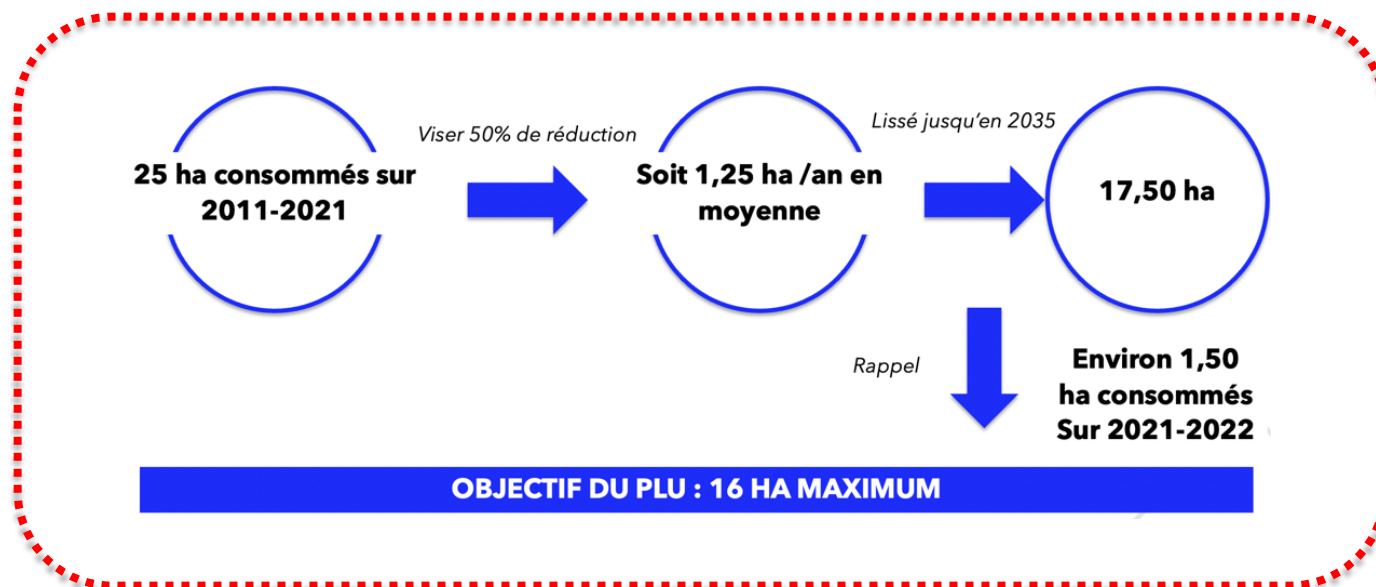 Viser 50% de réduction
Lissé jusqu'en 2035
25 ha consommés sur
2011-2021
Soit 1,25 ha /an en
moyenne
17,50 ha
Rappel
Environ 1,50
ha consommés
Sur 2021-2022
OBJECTIF DU PLU : 16 HA MAXIMUM